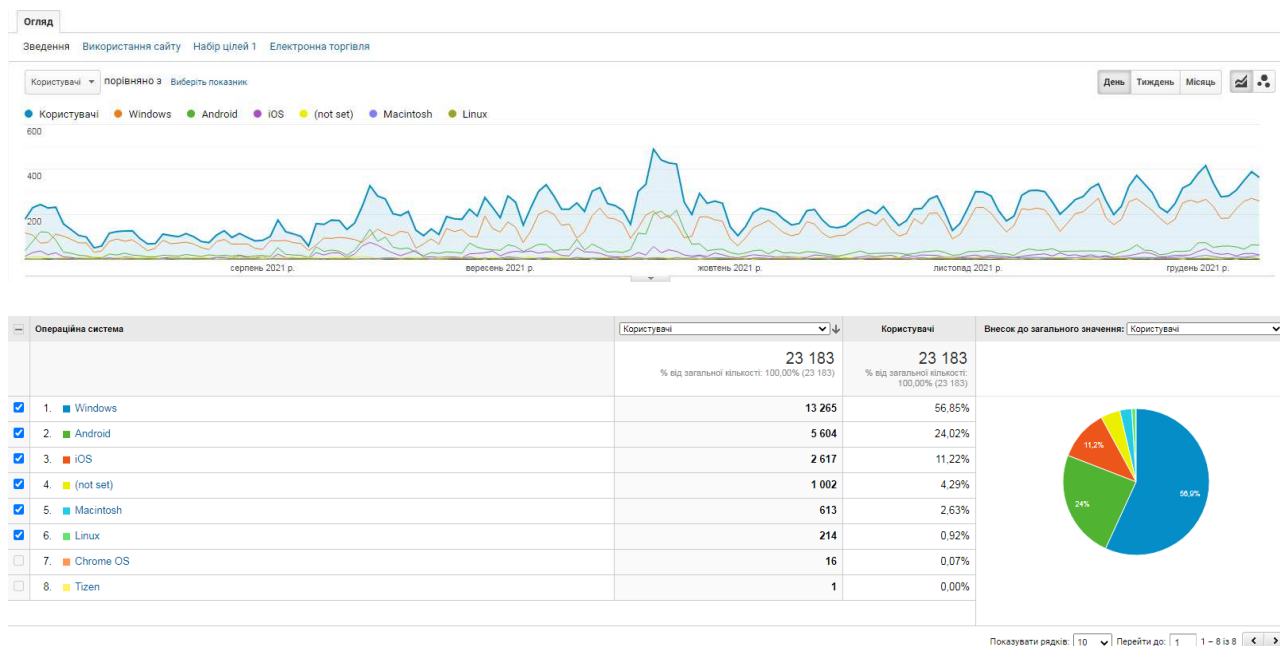 Огляд
Зведення Використання сайту Набір цілей 1 Електронна торгівля
Користувачі порівняно з Виберіть показник
День Тиждень Місяць
Користувачі Windows Android iOS (not set) Macintosh Linux
600
400
200
серпень 2021 р. вересень 2021 р. жовтень 2021 р. листопад 2021 р. грудень 2021 р.
Операційна система Користувачі Користувачі Внесок до загального значення: Користувачі
23 183 23 183
% від загальної кількості: 100,00% (23 183) % від загальної кількості:
100,00% (23 183)
1. Windows 13 265 56,85%
2. Android 5 604 24,02%
3. iOS 2 617 11,22%
4. (not set) 1 002 4,29%
5. Macintosh 613 2,63%
6. Linux 214 0,92%
7. Chrome OS 16 0,07%
8. Tizen 1 0,00%
11,2%
56,9%
24%
Показувати рядків: 10 Перейти до: 1 1 – 8 із 8